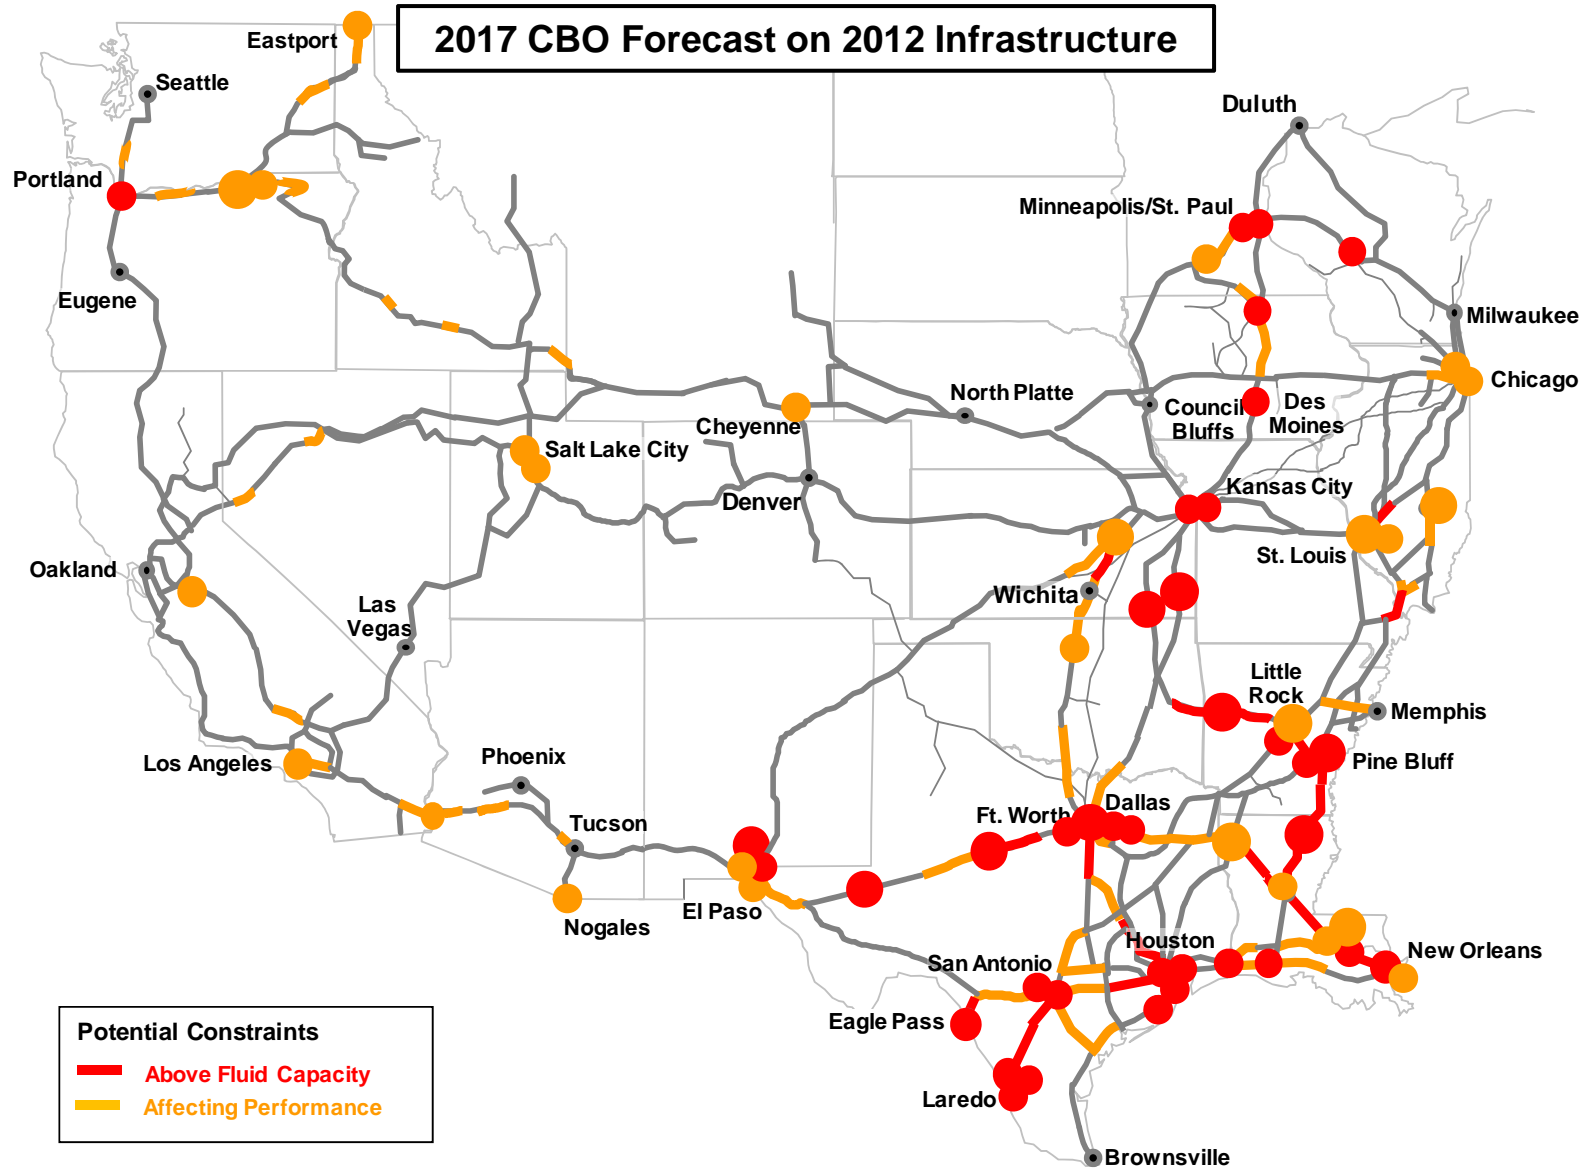 2017 CBO Forecast on 2012 Infrastructure
Eastport
Seattle
Duluth
Portland
Minneapolis/St. Paul
Eugene
Milwaukee
Chicago
North Platte
Cheyenne
Council
Bluffs
Des
Moines
Salt Lake City
Denver
Kansas City
Oakland
St. Louis
Las
Vegas
Wichita
Little
Rock
Memphis
Los Angeles
Phoenix
Pine Bluff
Ft. Worth
Dallas
Tucson
El Paso
Nogales
Houston
New Orleans
San Antonio
Eagle Pass
Laredo
Brownsville
Potential Constraints
Above Fluid Capacity
Affecting Performance